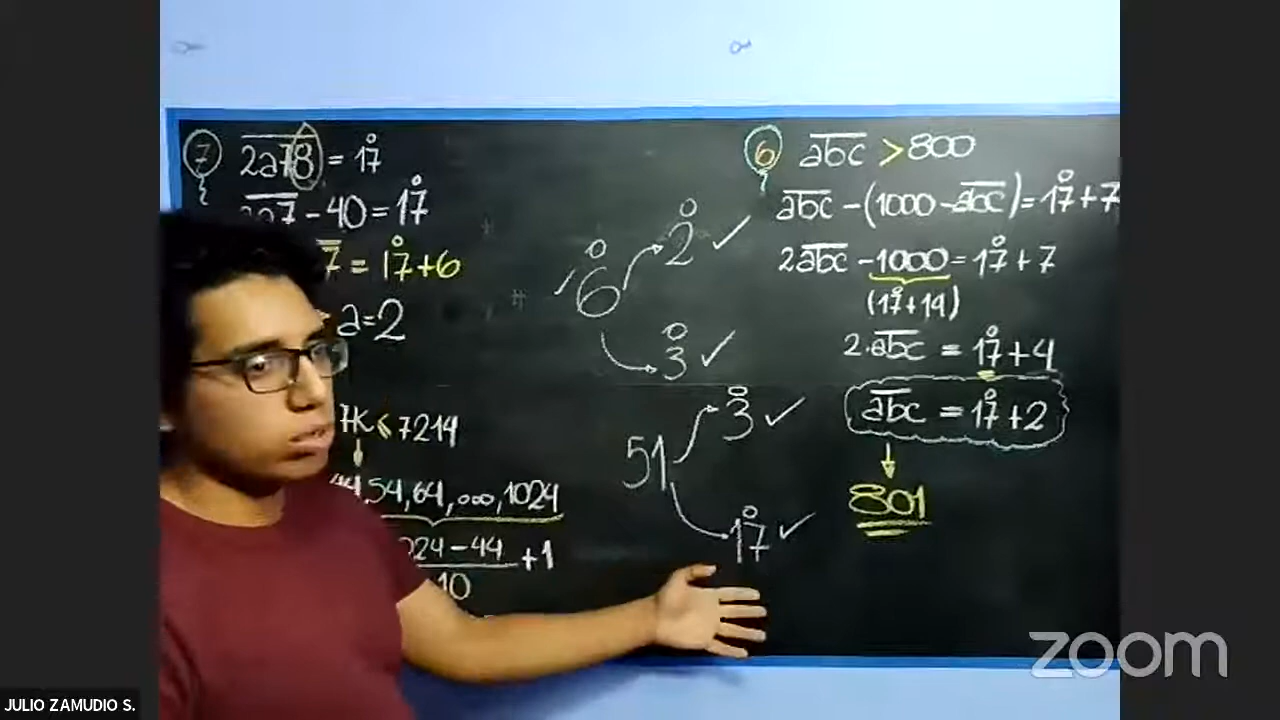 7 2a78 = 17°
2a7 - 40 = 17°
7 = 17° + 6
a = 2
7K ≤ 7214
44, 54, 64, ..., 1024
024 - 44 + 1
10
6°
2° ✓
3° ✓
51
3° ✓
17° ✓
6 abc > 800
abc - (1000 - abc) = 17° + 7
2abc - 1000 = 17° + 7
(17° + 14)
2·abc = 17° + 4
abc = 17° + 2
801
zoom
JULIO ZAMUDIO S.